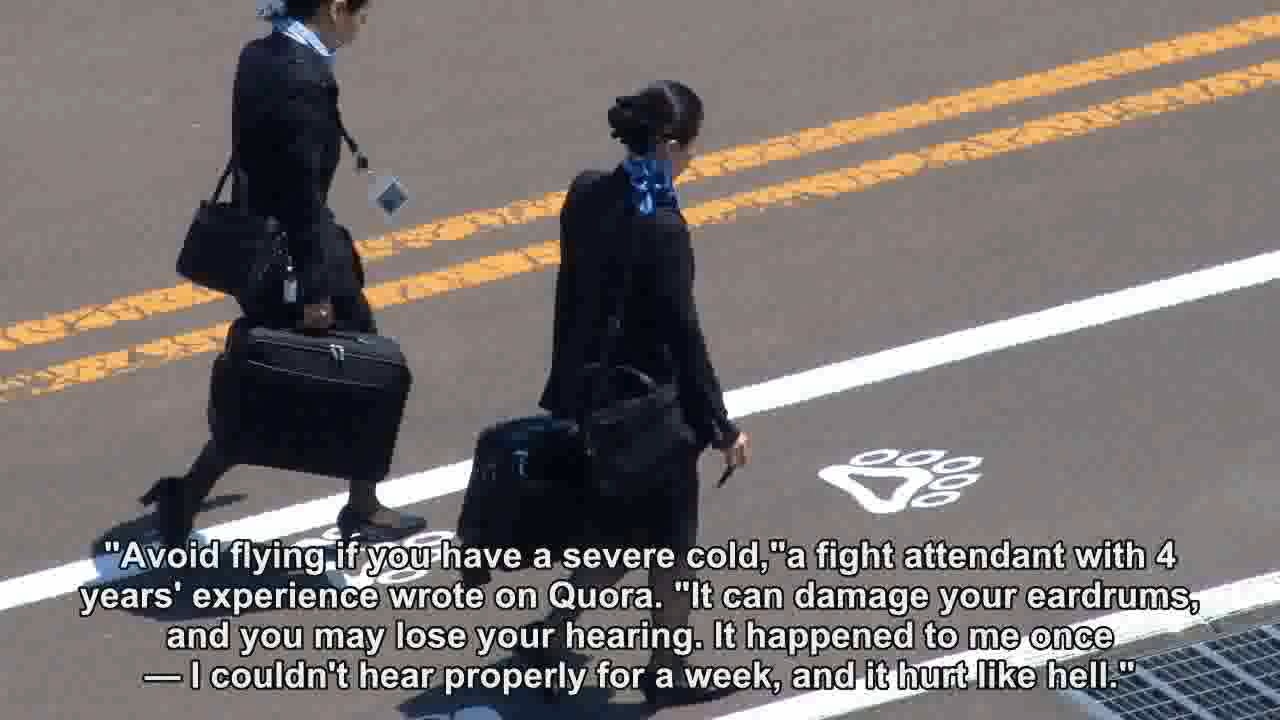 "Avoid flying if you have a severe cold,"a fight attendant with 4
years' experience wrote on Quora. "It can damage your eardrums,
and you may lose your hearing. It happened to me once
— I couldn't hear properly for a week, and it hurt like hell."